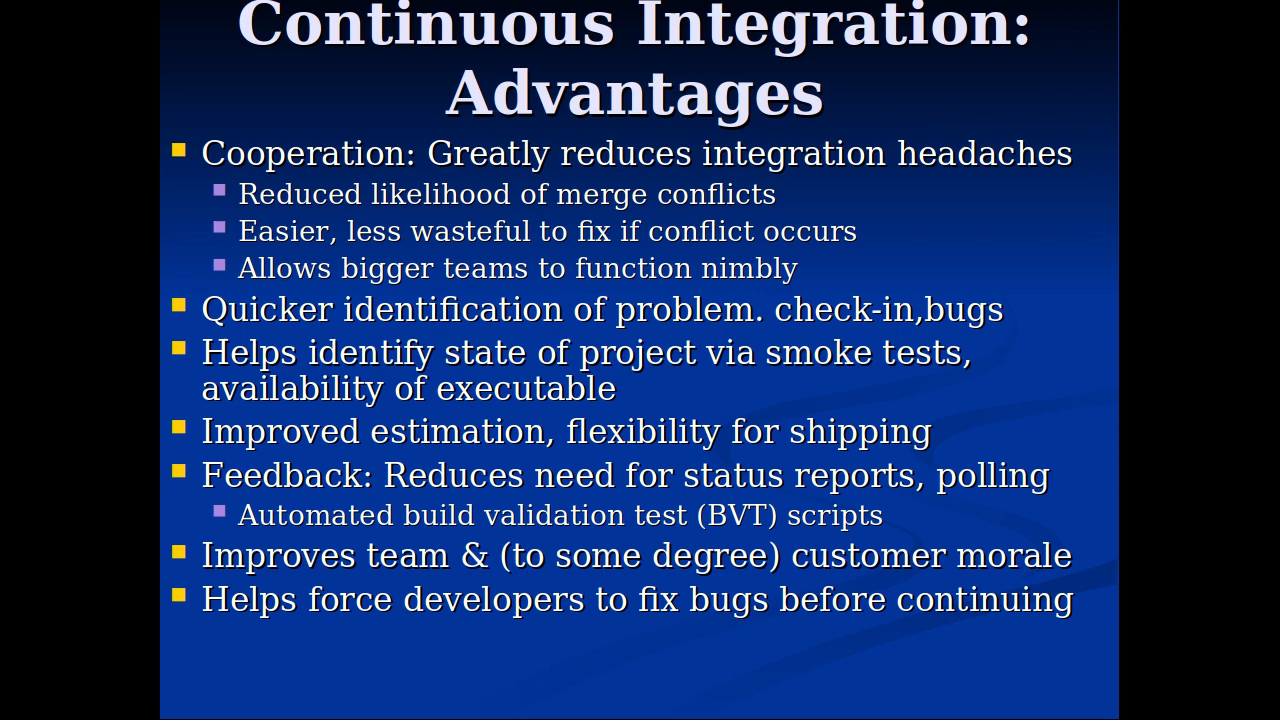 Continuous Integration:
Advantages
Cooperation: Greatly reduces integration headaches
Reduced likelihood of merge conflicts
Easier, less wasteful to fix if conflict occurs
Allows bigger teams to function nimbly
Quicker identification of problem. check-in,bugs
Helps identify state of project via smoke tests,
availability of executable
Improved estimation, flexibility for shipping
Feedback: Reduces need for status reports, polling
Automated build validation test (BVT) scripts
Improves team & (to some degree) customer morale
Helps force developers to fix bugs before continuing